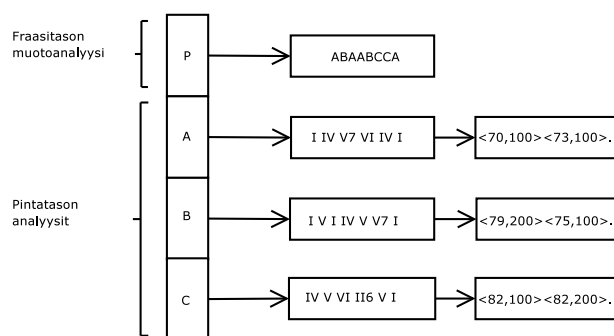 Fraasitason
muotoanalyysi
P
ABAABCCA
A
I IV V7 VI IV I
<70,100><73,100>.
Pintatason
analyysit
B
I V I IV V V7 I
<79,200><75,100>.
C
IV V VI II6 V I
<82,100><82,200>.